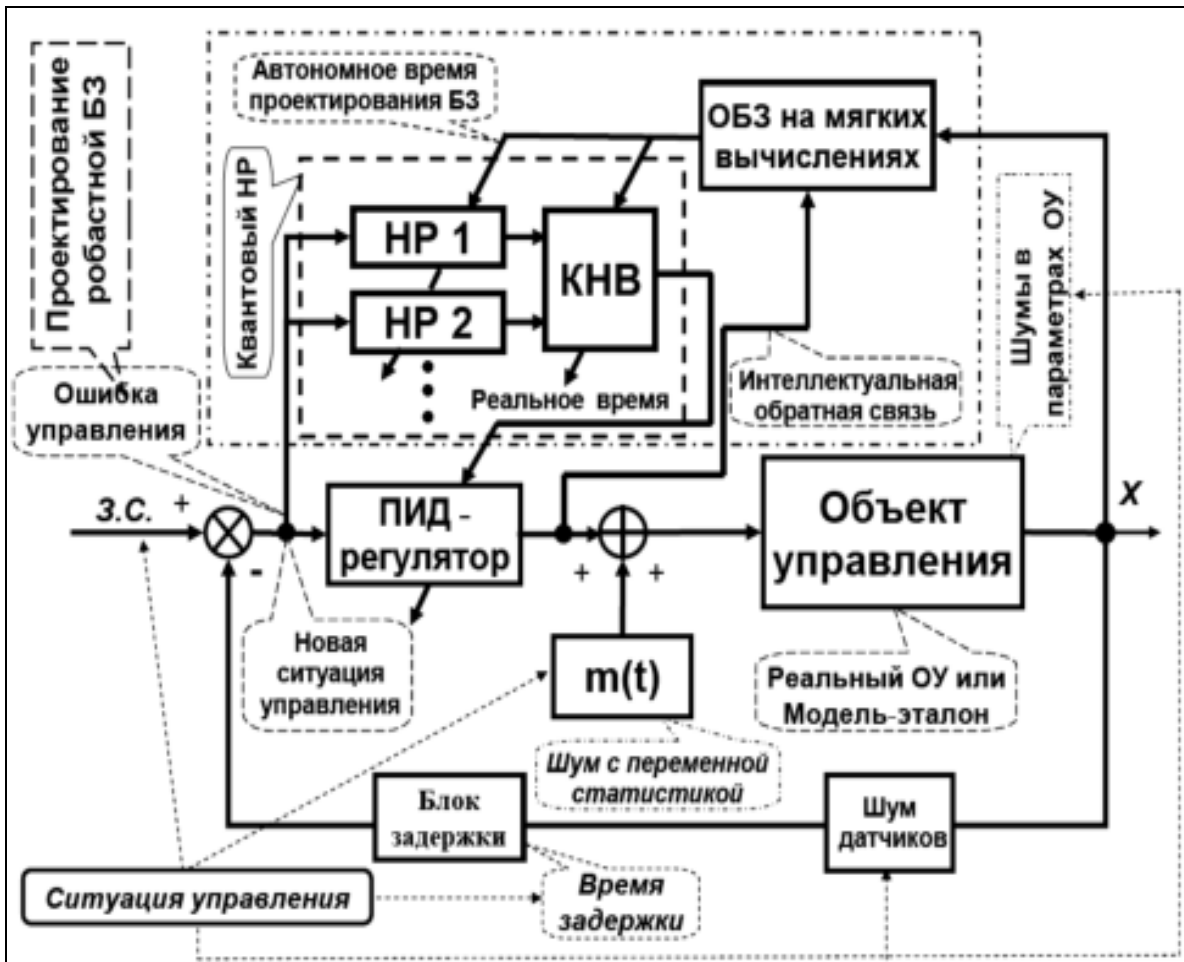 Проектирование
робастной БЗ
Автономное время
проектирования БЗ
ОБЗ на мягких
вычислениях
Квантовый НР
НР 1
НР 2
КНВ
Реальное время
Интеллектуальная
обратная связь
Шумы в
параметрах ОУ
Ошибка
управления
З.С.
+
-
ПИД -
регулятор
+
+
Объект
управления
X
Новая
ситуация
управления
m(t)
Реальный ОУ или
Модель-эталон
Шум с переменной
статистикой
Блок
задержки
Шум
датчиков
Ситуация управления
Время
задержки